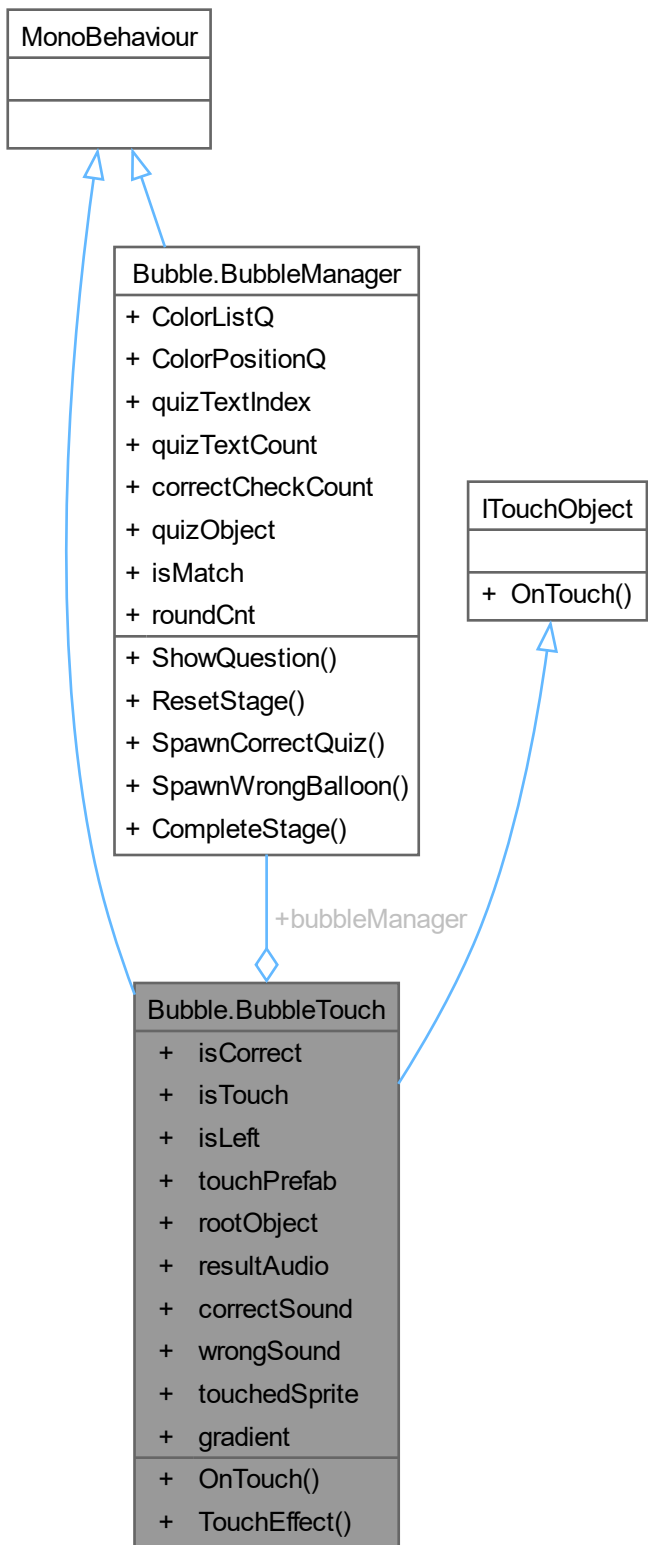 MonoBehaviour
Bubble.BubbleManager
+ ColorListQ
+ ColorPositionQ
+ quizTextIndex
+ quizTextCount
+ correctCheckCount
+ quizObject
+ isMatch
+ roundCnt
+ ShowQuestion()
+ ResetStage()
+ SpawnCorrectQuiz()
+ SpawnWrongBalloon()
+ CompleteStage()
ITouchObject
+ OnTouch()
+bubbleManager
Bubble.BubbleTouch
+ isCorrect
+ isTouch
+ isLeft
+ touchPrefab
+ rootObject
+ resultAudio
+ correctSound
+ wrongSound
+ touchedSprite
+ gradient
+ OnTouch()
+ TouchEffect()